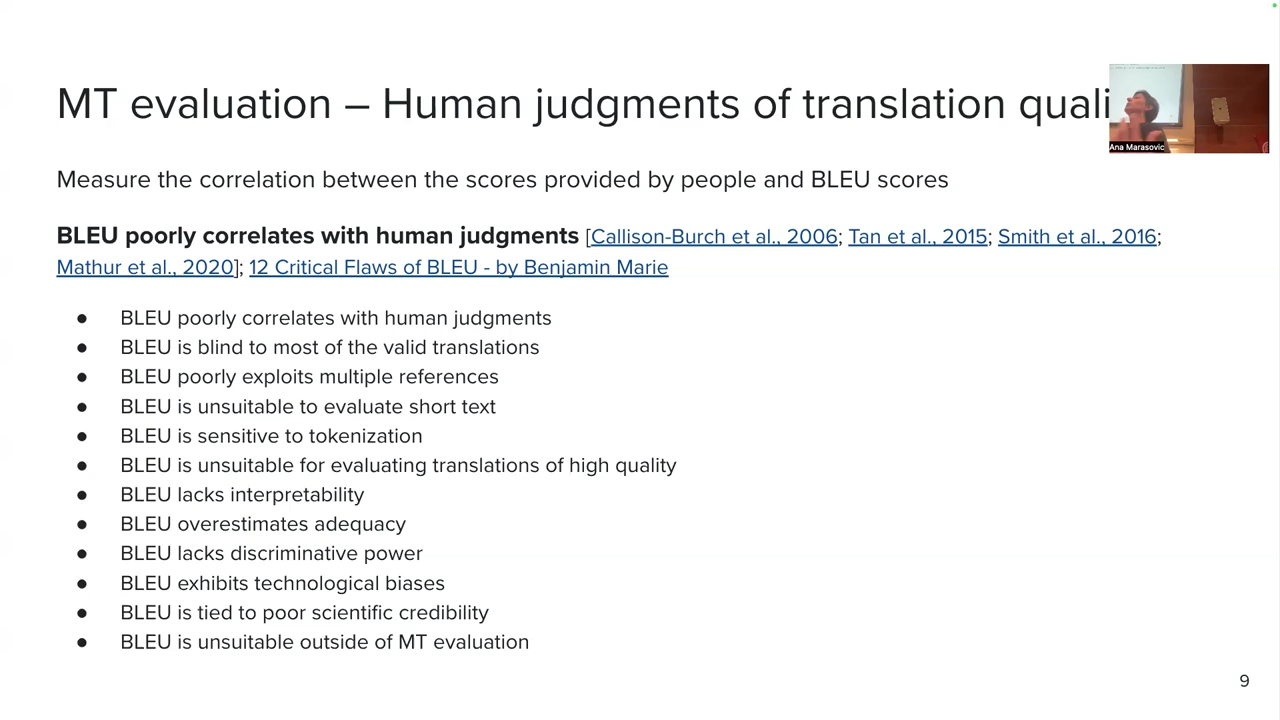 MT evaluation – Human judgments of translation quali
Ana Marasovic
Measure the correlation between the scores provided by people and BLEU scores
BLEU poorly correlates with human judgments [Callison-Burch et al., 2006; Tan et al., 2015; Smith et al., 2016;
Mathur et al., 2020]; 12 Critical Flaws of BLEU - by Benjamin Marie
● BLEU poorly correlates with human judgments
● BLEU is blind to most of the valid translations
● BLEU poorly exploits multiple references
● BLEU is unsuitable to evaluate short text
● BLEU is sensitive to tokenization
● BLEU is unsuitable for evaluating translations of high quality
● BLEU lacks interpretability
● BLEU overestimates adequacy
● BLEU lacks discriminative power
● BLEU exhibits technological biases
● BLEU is tied to poor scientific credibility
● BLEU is unsuitable outside of MT evaluation
9